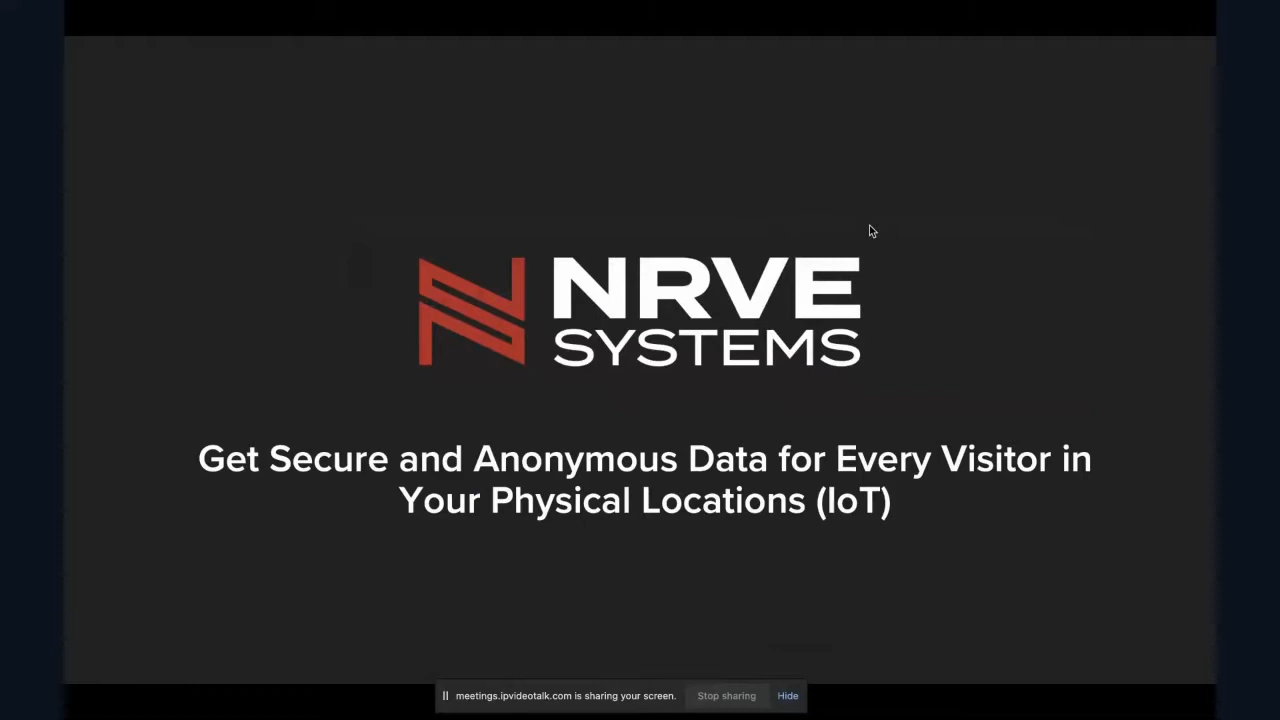 NRVE
SYSTEMS
Get Secure and Anonymous Data for Every Visitor in
Your Physical Locations (IoT)
meetings.ipvideotalk.com is sharing your screen. Stop sharing Hide